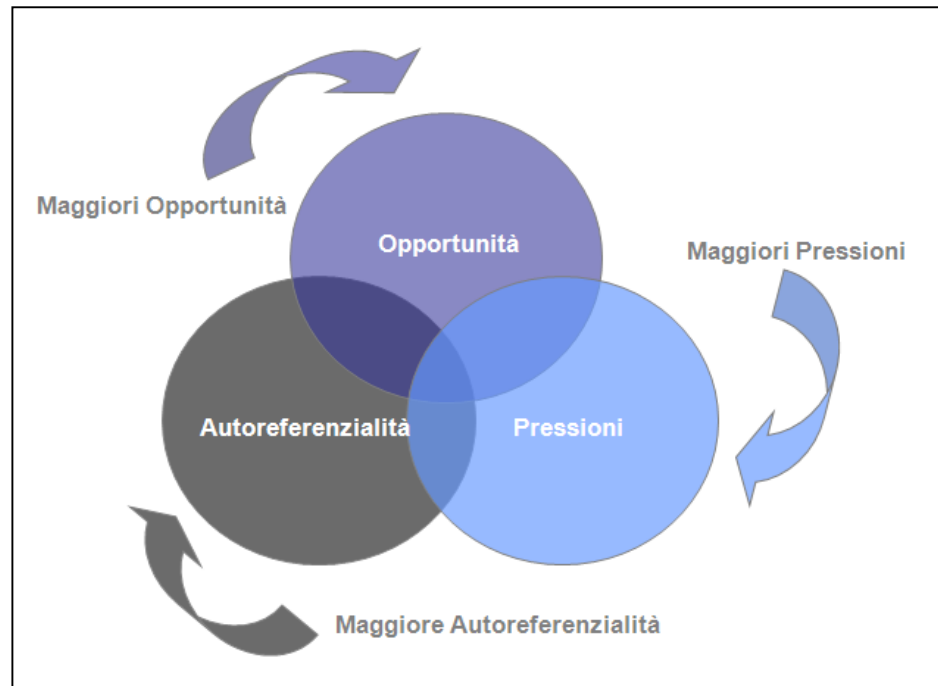 Maggiori Opportunità
Opportunità
Maggiori Pressioni
Autoreferenzialità
Pressioni
Maggiore Autoreferenzialità